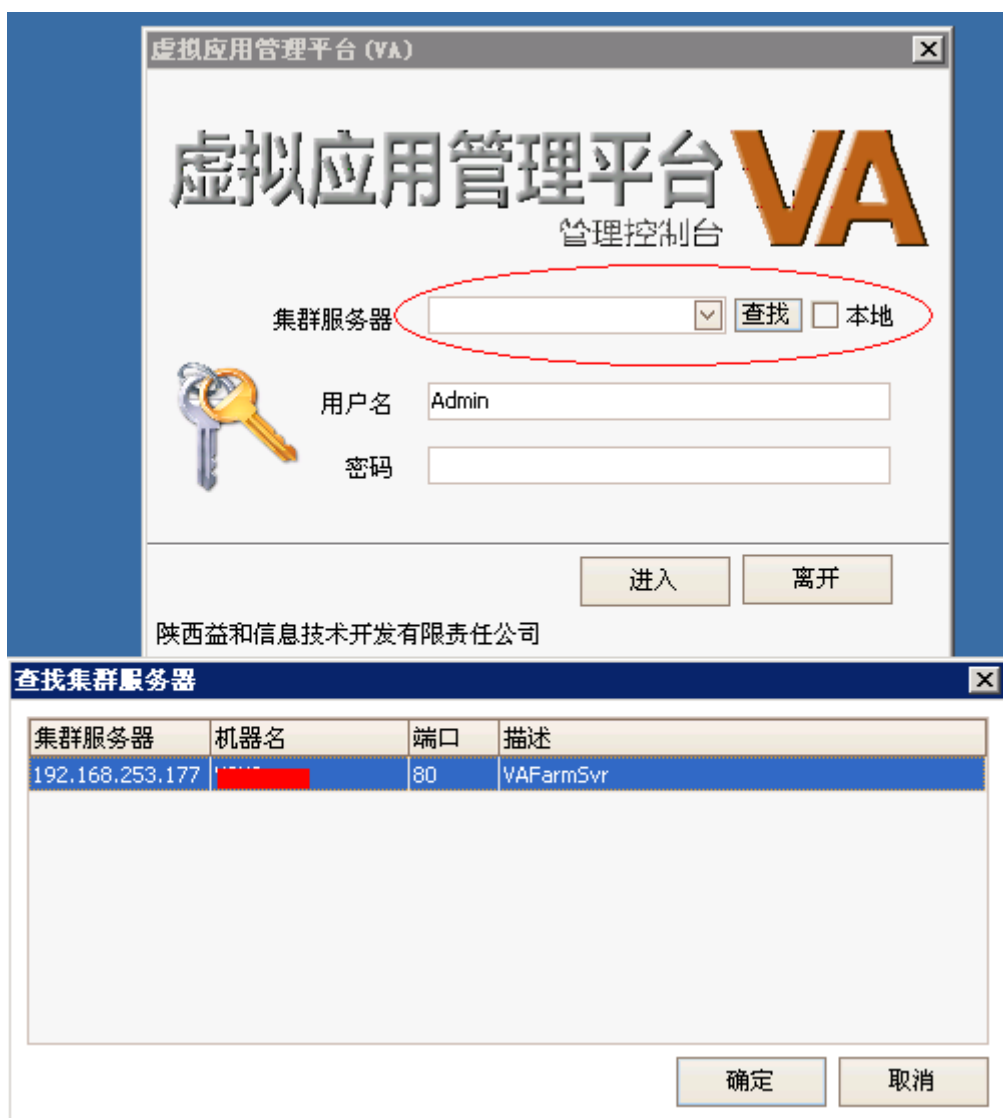 虚拟应用管理平台(VA)
虚拟应用管理平台 VA
管理控制台
集群服务器 查找 本地
用户名 Admin
密码
进入 离开
陕西益和信息技术开发有限责任公司
查找集群服务器
集群服务器 机器名 端口 描述
192.168.253.177 80 VAFarmSvr
确定 取消